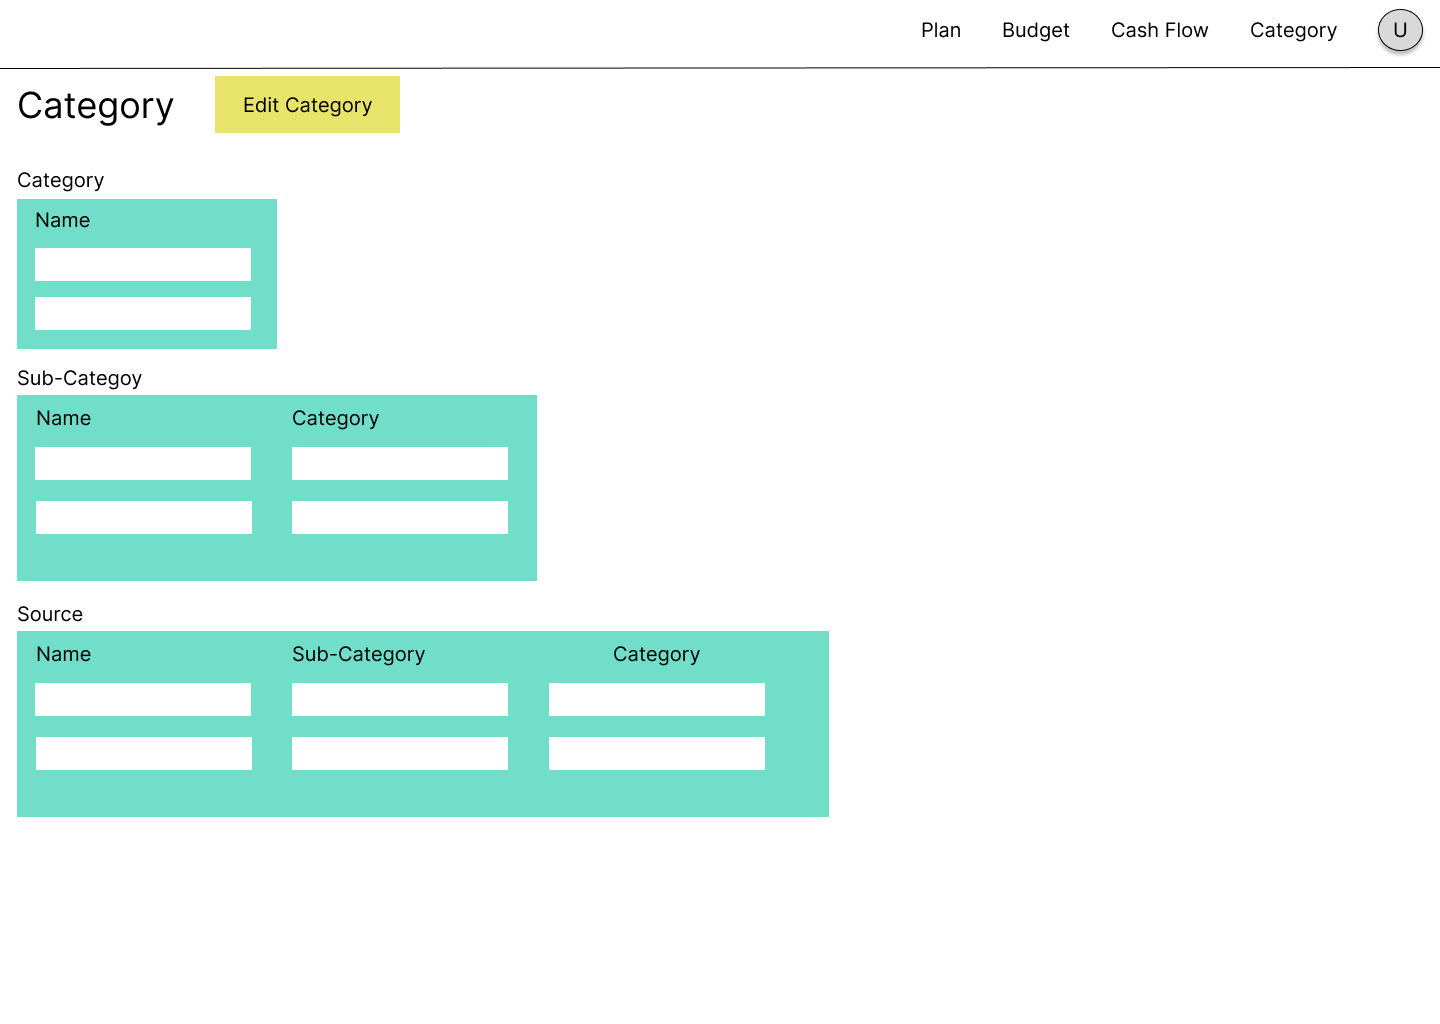 Plan Budget Cash Flow Category U
Category Edit Category
Category
Name
Sub-Categoy
Name Category
Source
Name Sub-Category Category